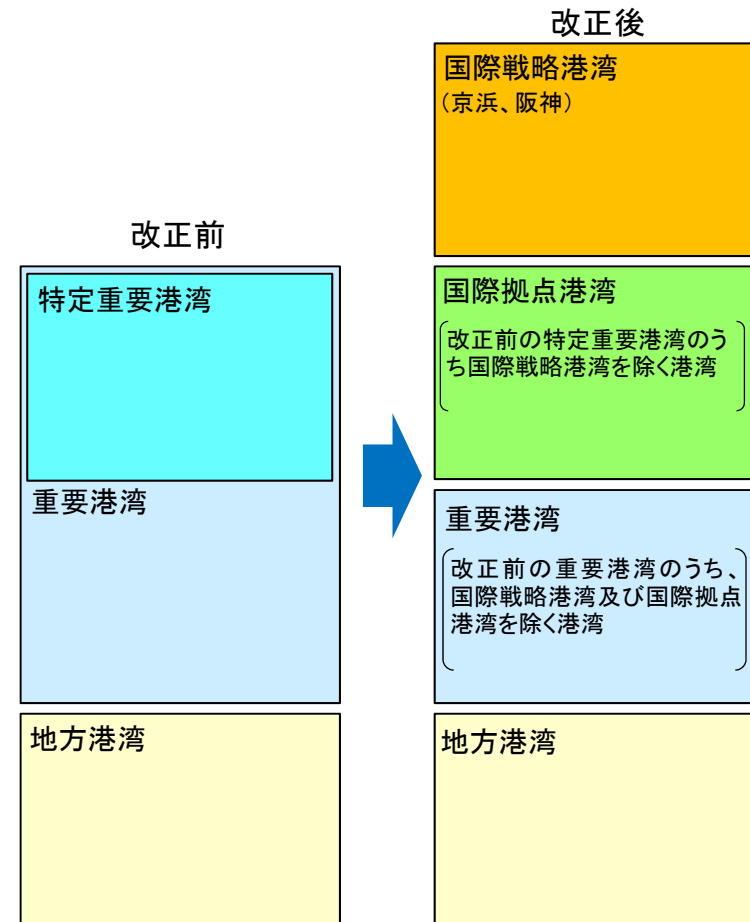 改正前
特定重要港湾
重要港湾
地方港湾
改正後
国際戦略港湾
（京浜、阪神）
国際拠点港湾
改正前の特定重要港湾のう
ち国際戦略港湾を除く港湾
重要港湾
改正前の重要港湾のうち、
国際戦略港湾及び国際拠点
港湾を除く港湾
地方港湾